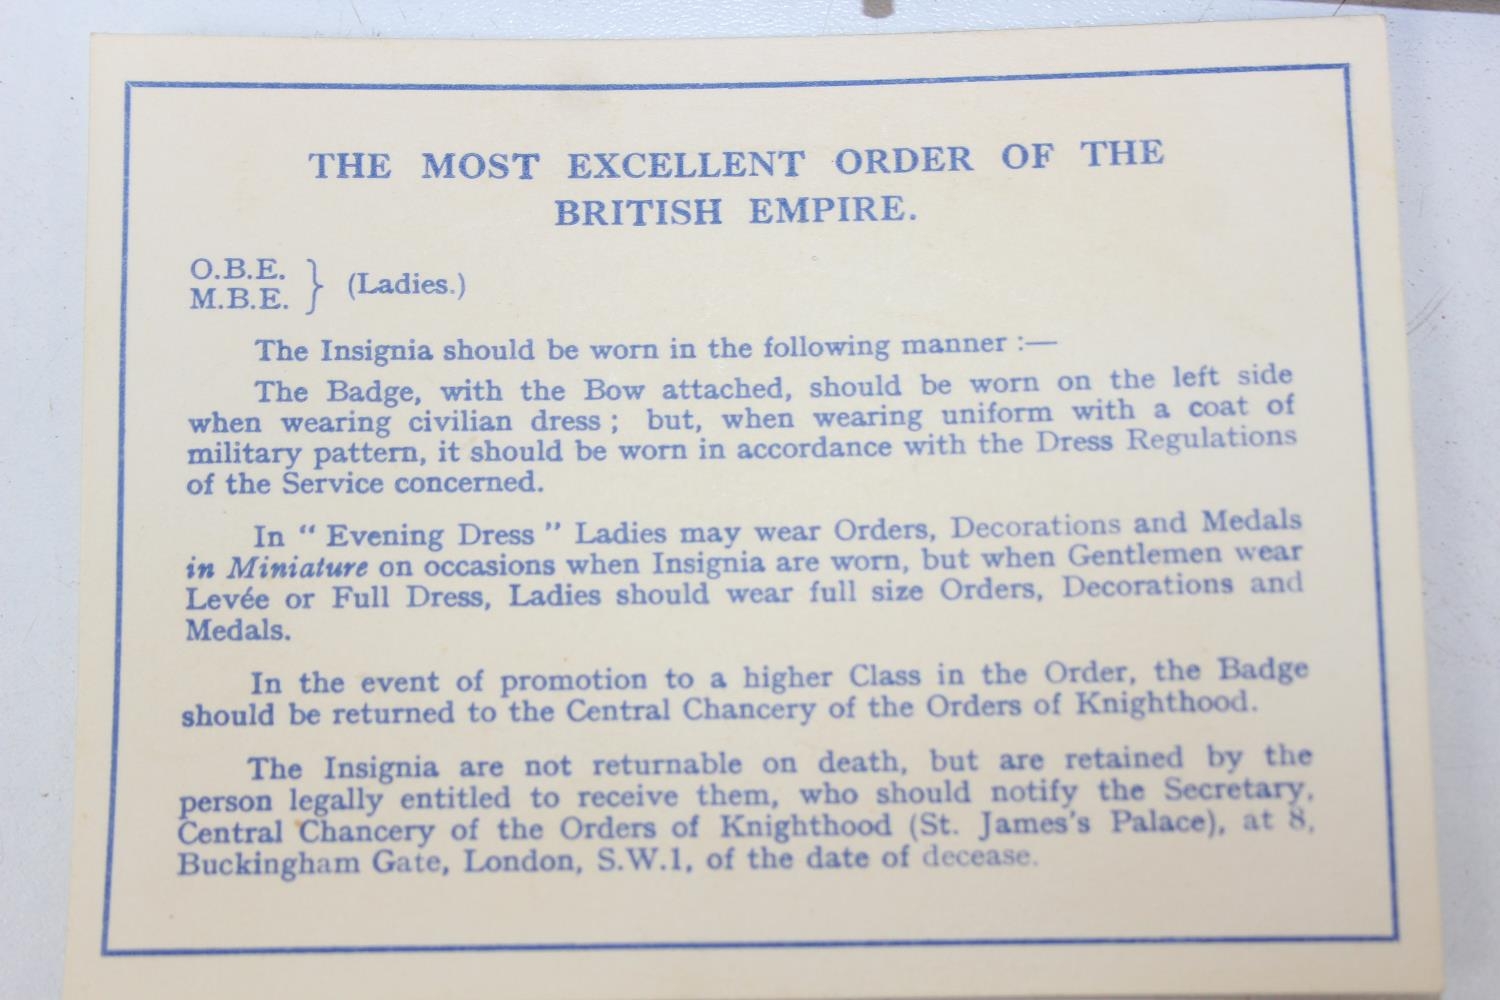 THE MOST EXCELLENT ORDER OF THE
BRITISH EMPIRE.
O.B.E.
M.B.E. } (Ladies.)
The Insignia should be worn in the following manner :—
The Badge, with the Bow attached, should be worn on the left side
when wearing civilian dress ; but, when wearing uniform with a coat of
military pattern, it should be worn in accordance with the Dress Regulations
of the Service concerned.
In “ Evening Dress ” Ladies may wear Orders, Decorations and Medals
in Miniature on occasions when Insignia are worn, but when Gentlemen wear
Levée or Full Dress, Ladies should wear full size Orders, Decorations and
Medals.
In the event of promotion to a higher Class in the Order, the Badge
should be returned to the Central Chancery of the Orders of Knighthood.
The Insignia are not returnable on death, but are retained by the
person legally entitled to receive them, who should notify the Secretary,
Central Chancery of the Orders of Knighthood (St. James's Palace), at 8,
Buckingham Gate, London, S.W.1, of the date of decease.